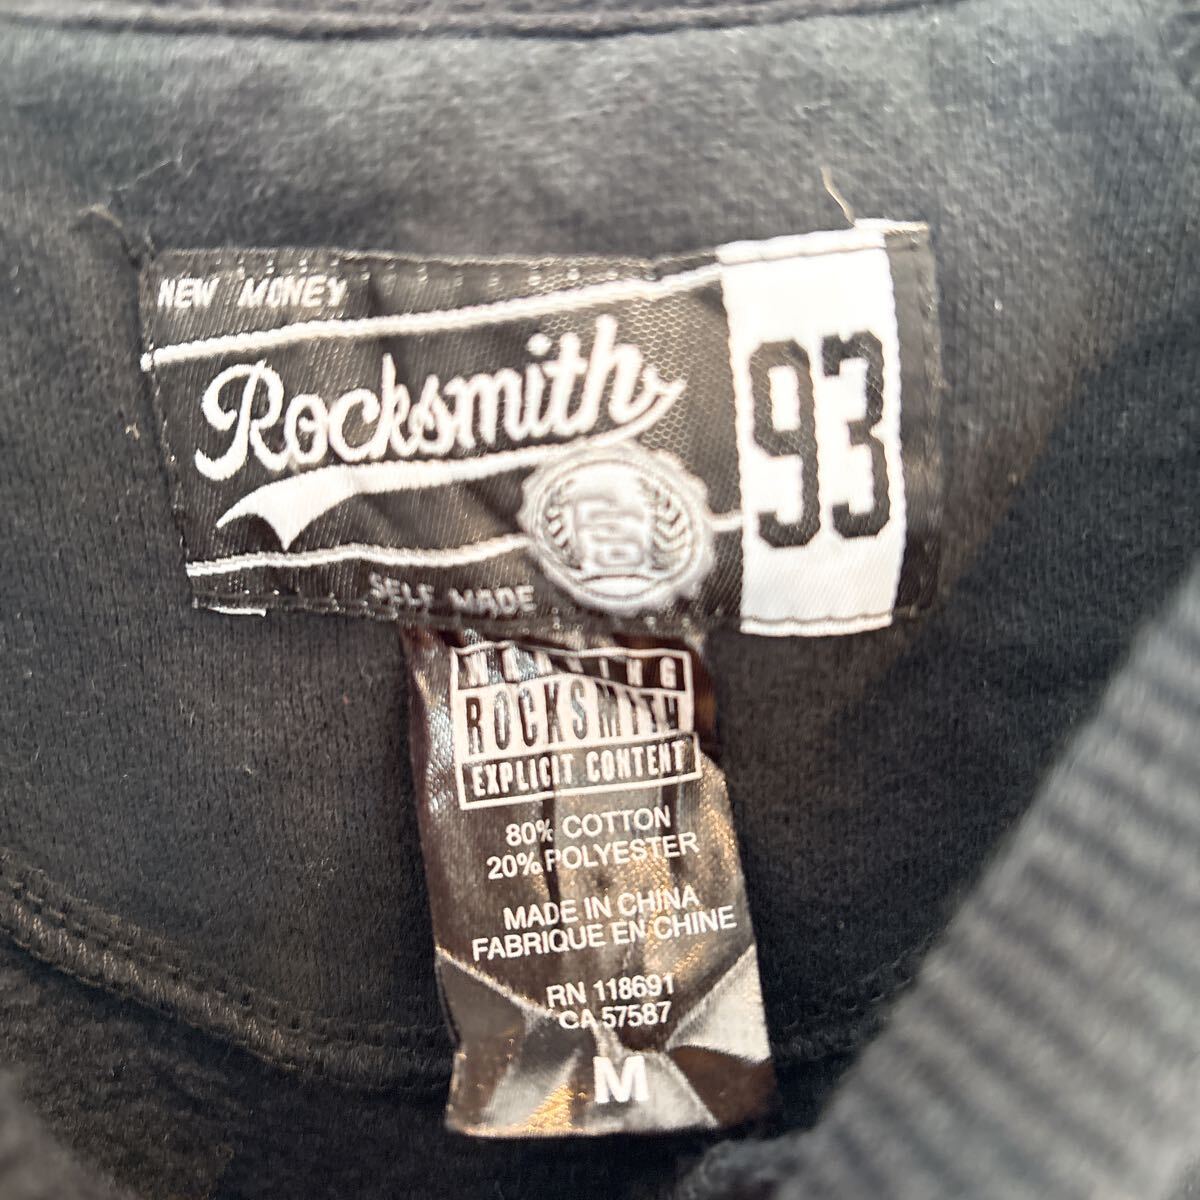 NEW MONEY
Rocksmith
93
SELF MADE
WARNING
ROCKSMITH
EXPLICIT CONTENT
80% COTTON
20% POLYESTER
MADE IN CHINA
FABRIQUE EN CHINE
RN 118691
CA 57587
M